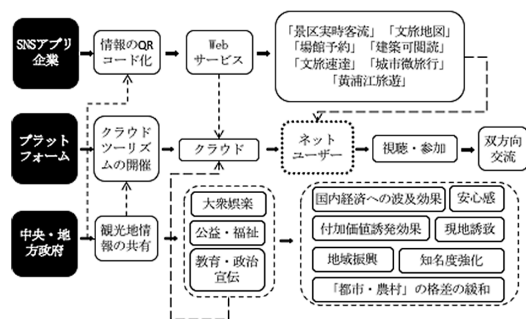 SNSアプリ
企業
情報のQR
コード化
Web
サービス
「景区実時客流」「文旅地図」
「場館予約」「建築可閲読」
「文旅速達」「城市微旅行」
「黄浦江旅遊」
プラット
フォーム
クラウド
ツーリズ
ムの開催
クラウド
ネット
ユーザー
視聴・参加
双方向
交流
中央・地
方政府
観光地情
報の共有
大衆娯楽
公益・福祉
教育・政治
宣伝
国内経済への波及効果
安心感
付加価値誘発効果
現地誘致
地域振興
知名度強化
「都市・農村」の格差の緩和